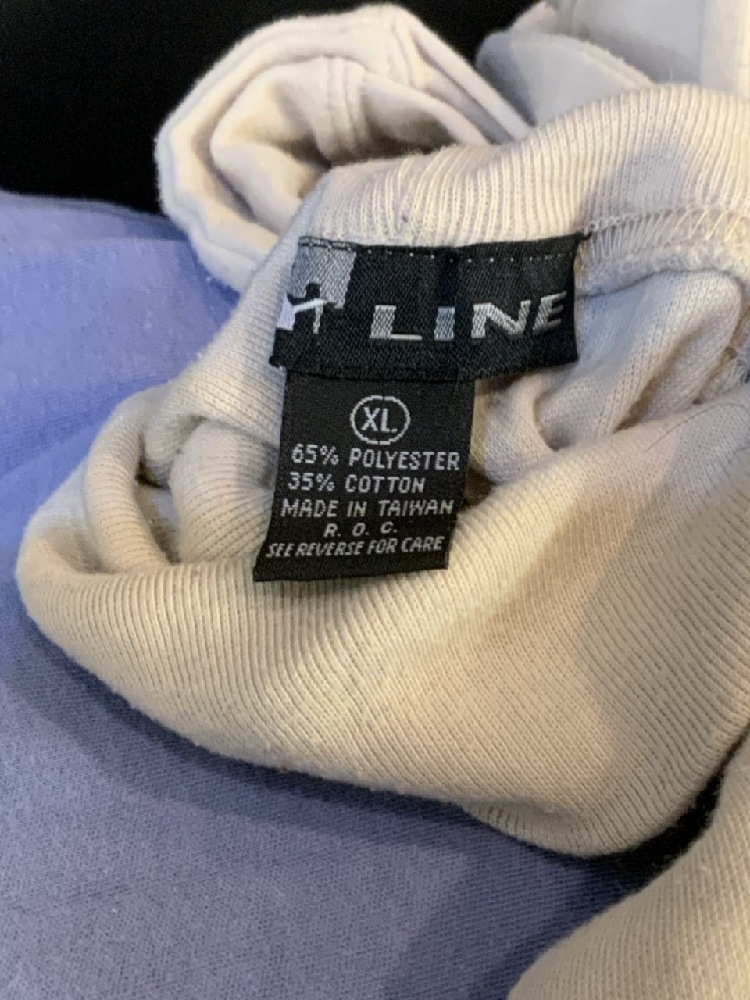 LINE
XL
65% POLYESTER
35% COTTON
MADE IN TAIWAN
R. O. C.
SEE REVERSE FOR CARE